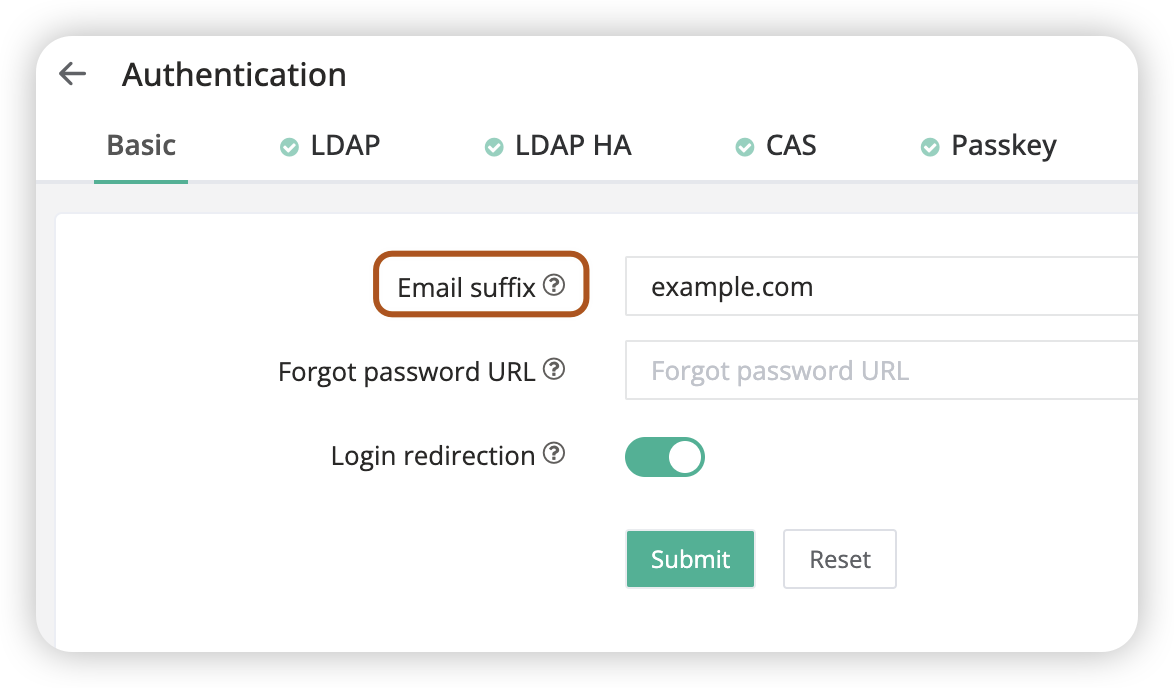 Authentication
Basic LDAP LDAP HA CAS Passkey
Email suffix ? example.com
Forgot password URL ? Forgot password URL
Login redirection ?
Submit Reset